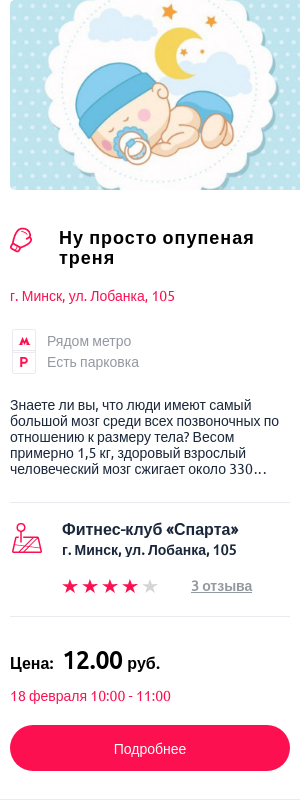 Ну просто опупеная
треня
г. Минск, ул. Лобанка, 105
Рядом метро
P Есть парковка
Знаете ли вы, что люди имеют самый
большой мозг среди всех позвоночных по
отношению к размеру тела? Весом
примерно 1,5 кг, здоровый взрослый
человеческий мозг сжигает около 330...
Фитнес-клуб «Спарта»
г. Минск, ул. Лобанка, 105
3 отзыва
Цена: 12.00 руб.
18 февраля 10:00 - 11:00
Подробнее